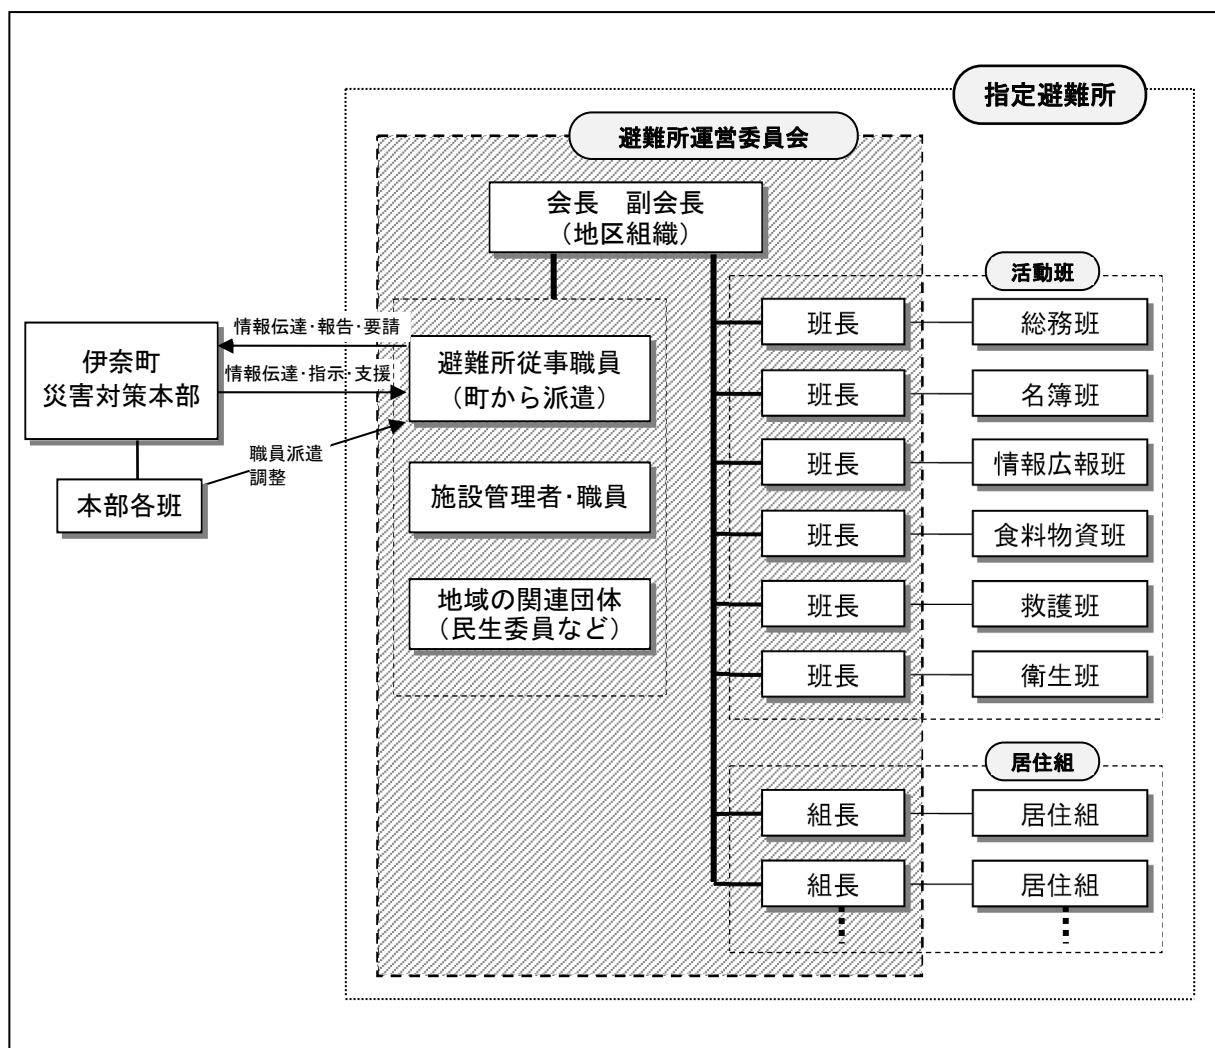 指定避難所
避難所運営委員会
会長　副会長
（地区組織）
伊奈町
災害対策本部
本部各班
情報伝達・報告・要請
情報伝達・指示・支援
職員派遣
調整
避難所従事職員
（町から派遣）
施設管理者・職員
地域の関連団体
（民生委員など）
活動班
班長
総務班
班長
名簿班
班長
情報広報班
班長
食料物資班
班長
救護班
班長
衛生班
居住組
組長
居住組
組長
居住組